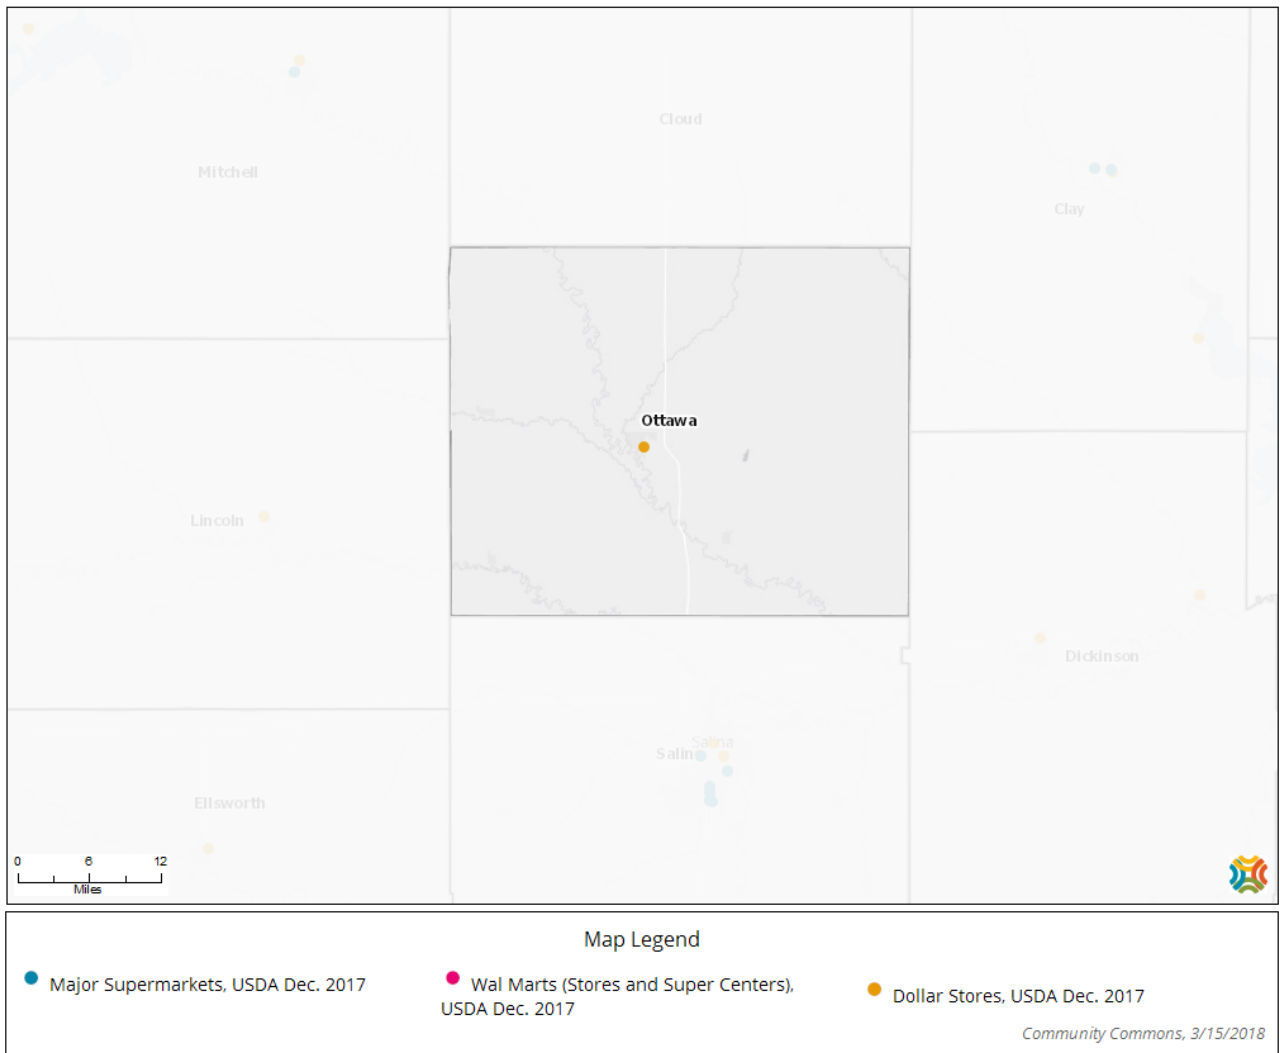 Cloud
Mitchell
Clay
Ottawa
Lincoln
Dickinson
Salina
Salin
Ellsworth
0 6 12
Miles
Map Legend
Major Supermarkets, USDA Dec. 2017
Wal Marts (Stores and Super Centers),
USDA Dec. 2017
Dollar Stores, USDA Dec. 2017
Community Commons, 3/15/2018